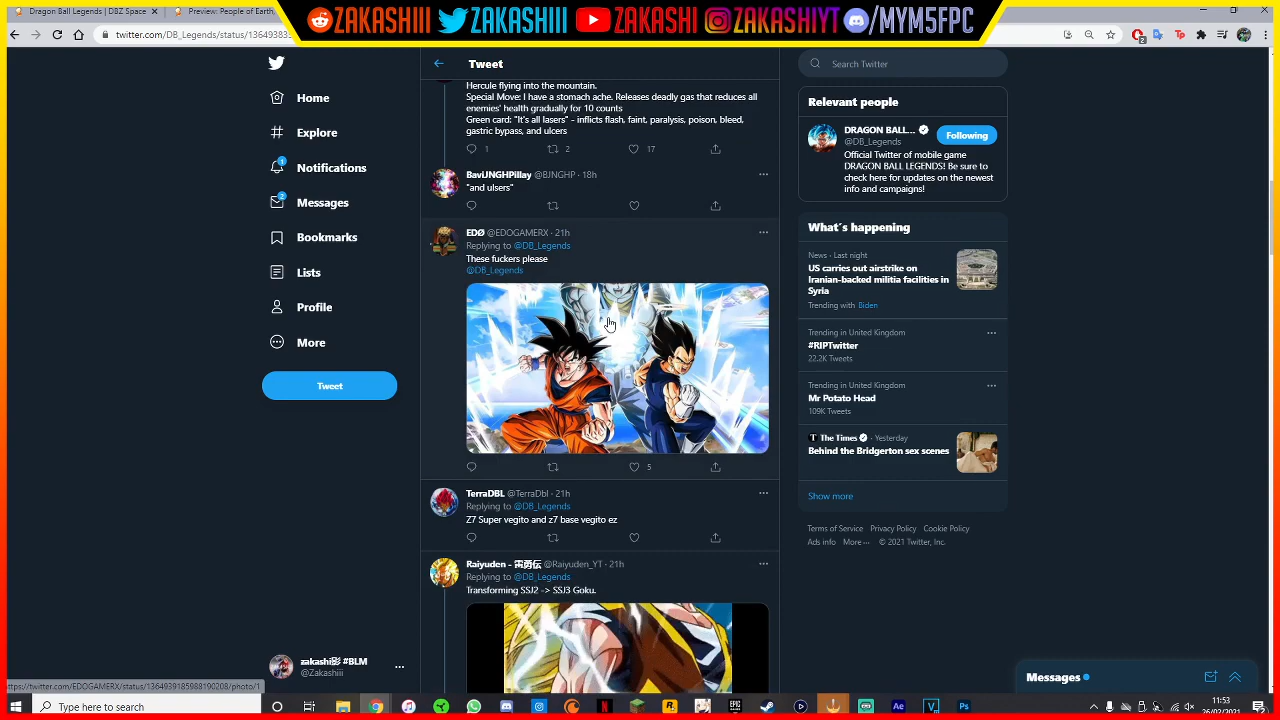 Dragon Ball Legends | DBZ Space
Preview: People of Earth
ZAKASHIII
ZAKASHIII
ZAKASHI
ZAKASHIYT
/MYM5FPC
twitter.com/DB_Legends/status/1364938
Tweet
Search Twitter
Home
Explore
Notifications
1
Messages
2
Bookmarks
Lists
Profile
More
Tweet
Hercule flying into the mountain.
Special Move: I have a stomach ache. Releases deadly gas that reduces all
enemies' health gradually for 10 counts
Green card: "It's all lasers" - inflicts flash, faint, paralysis, poison, bleed,
gastric bypass, and ulcers
1 2 17
BaviJNGHPillay @BJNGHP · 18h
"and ulsers"
EDØ @EDOGAMERX · 21h
Replying to @DB_Legends
These fuckers please
@DB_Legends
5
TerraDBL @TerraDbl · 21h
Replying to @DB_Legends
Z7 Super vegito and z7 base vegito ez
Raiyuden - 雷勇伝 @Raiyuden_YT · 21h
Replying to @DB_Legends
Transforming SSJ2 -> SSJ3 Goku.
Relevant people
DRAGON BALL...
@DB_Legends
Following
Official Twitter of mobile game
DRAGON BALL LEGENDS! Be sure to
check here for updates on the newest
info and campaigns!
What's happening
News · Last night
US carries out airstrike on
Iranian-backed militia facilities in
Syria
Trending with Biden
Trending in United Kingdom
#RIPTwitter
22.2K Tweets
Trending in United Kingdom
Mr Potato Head
109K Tweets
The Times · Yesterday
Behind the Bridgerton sex scenes
Show more
Terms of Service Privacy Policy Cookie Policy
Ads info More ··· © 2021 Twitter, Inc.
zakashi影 #BLM
@Zakashiii
Messages
https://twitter.com/EDOGAMERX/status/1364939185988190208/photo/1
Type here to search
11:53
26/02/2021